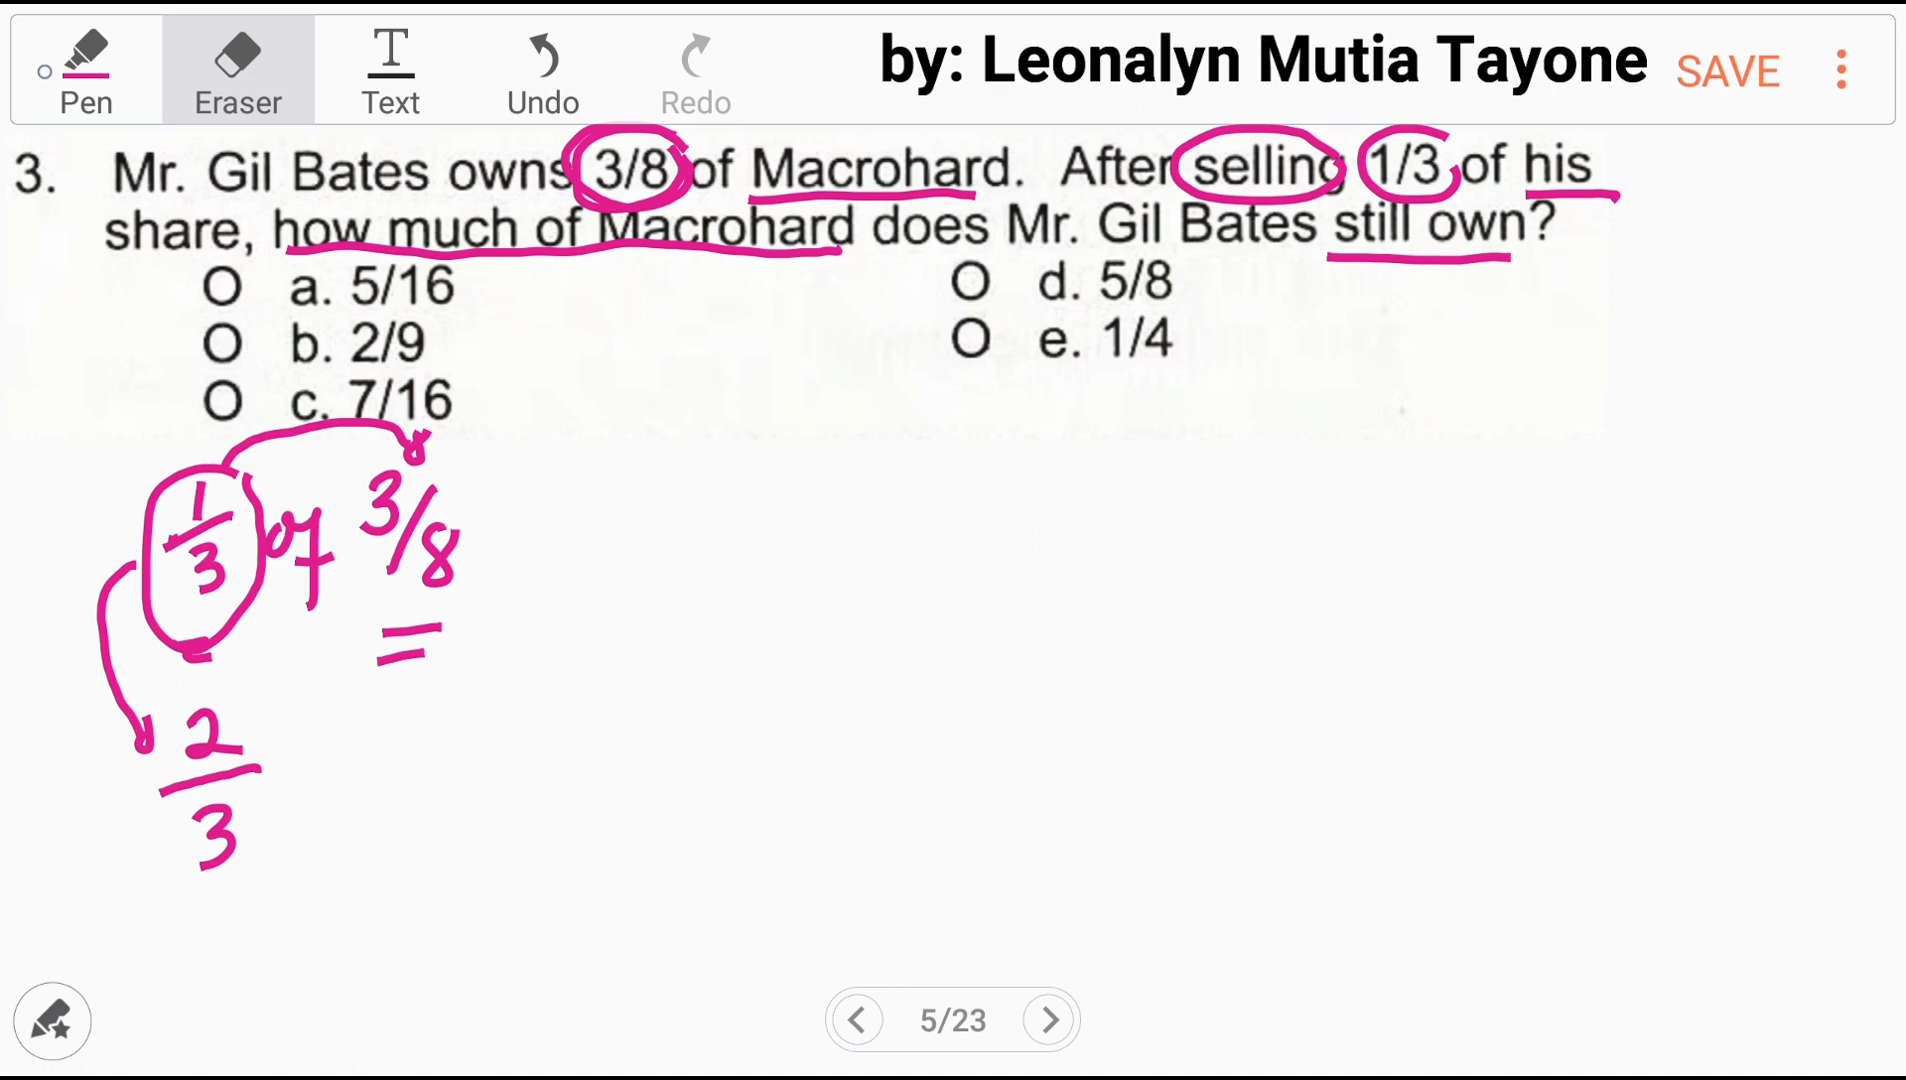 Pen Eraser Text Undo Redo by: Leonalyn Mutia Tayone SAVE
3. Mr. Gil Bates owns 3/8 of Macrohard. After selling 1/3 of his
share, how much of Macrohard does Mr. Gil Bates still own?
O a. 5/16 O d. 5/8
O b. 2/9 O e. 1/4
O c. 7/16
1/3 of 3/8
=
2/3
5/23